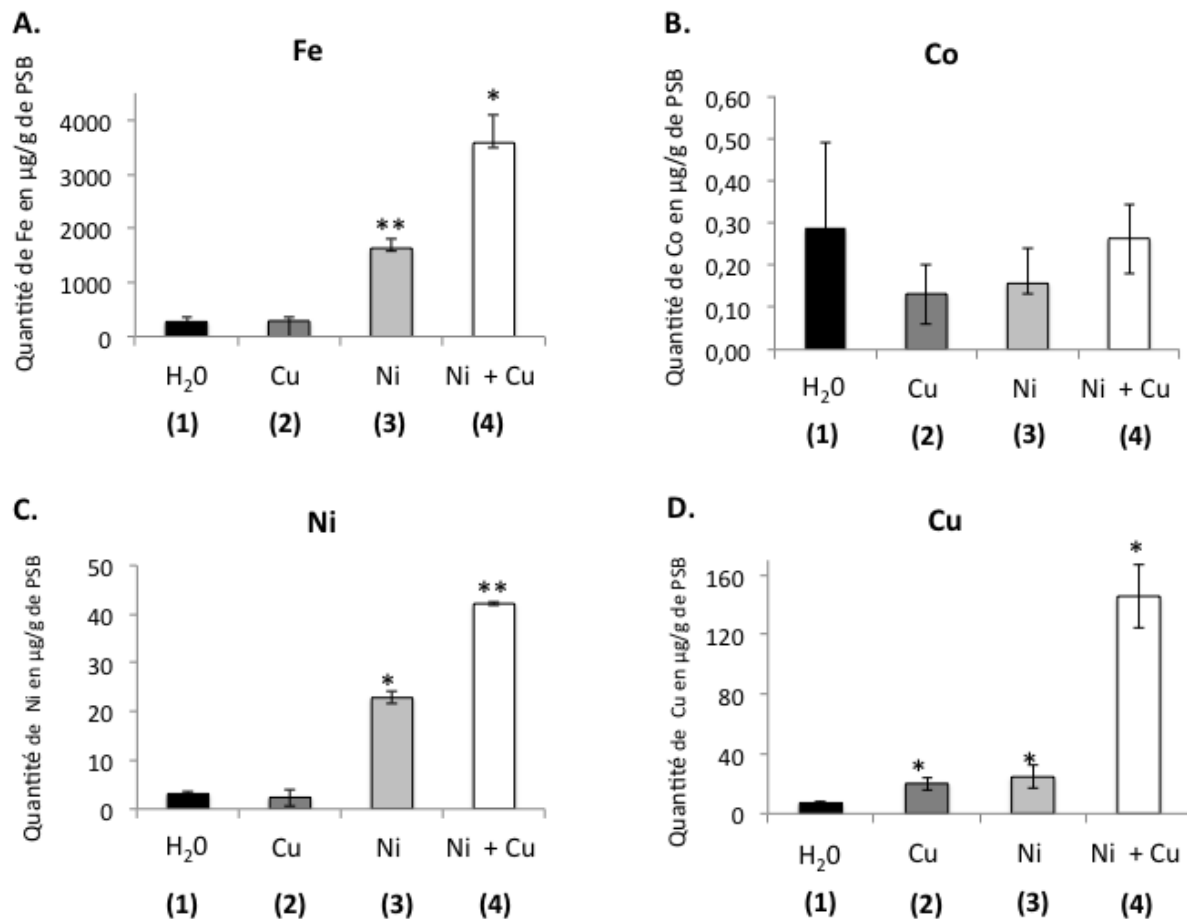 A.
Fe
Quantité de Fe en µg/g de PSB
4000
3000
2000
1000
0
*
**
H₂0
Cu
Ni
Ni + Cu
(1)
(2)
(3)
(4)
B.
Co
Quantité de Co en µg/g de PSB
0,60
0,50
0,40
0,30
0,20
0,10
0,00
H₂0
Cu
Ni
Ni + Cu
(1)
(2)
(3)
(4)
C.
Ni
Quantité de Ni en µg/g de PSB
50
40
30
20
10
0
*
**
H₂0
Cu
Ni
Ni + Cu
(1)
(2)
(3)
(4)
D.
Cu
Quantité de Cu en µg/g de PSB
160
120
80
40
0
*
*
*
H₂0
Cu
Ni
Ni + Cu
(1)
(2)
(3)
(4)